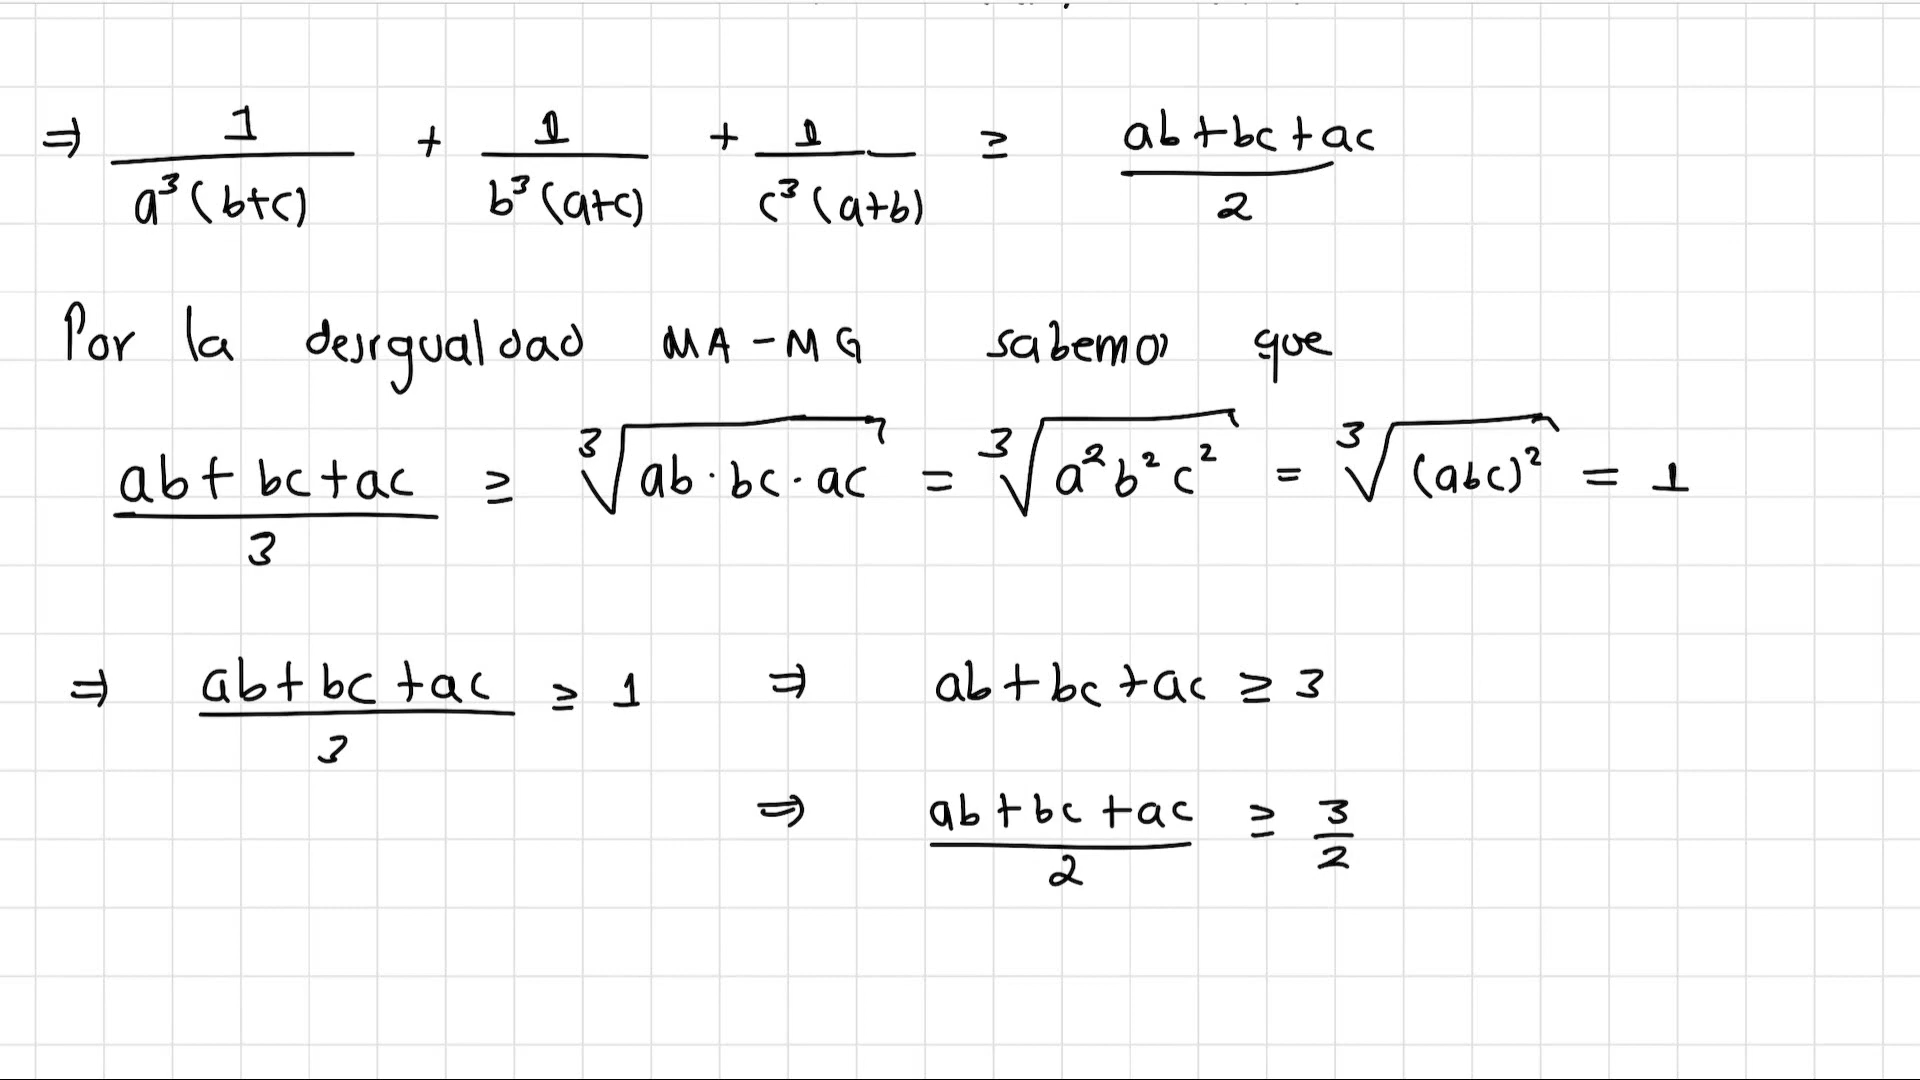 ⇒ 1/(a³(b+c)) + 1/(b³(a+c)) + 1/(c³(a+b)) ≥ (ab+bc+ac)/2
Por la desigualdad MA-MG sabemos que
(ab+bc+ac)/3 ≥ ∛(ab·bc·ac) = ∛(a²b²c²) = ∛((abc)²) = 1
⇒ (ab+bc+ac)/3 ≥ 1 ⇒ ab+bc+ac ≥ 3
⇒ (ab+bc+ac)/2 ≥ 3/2